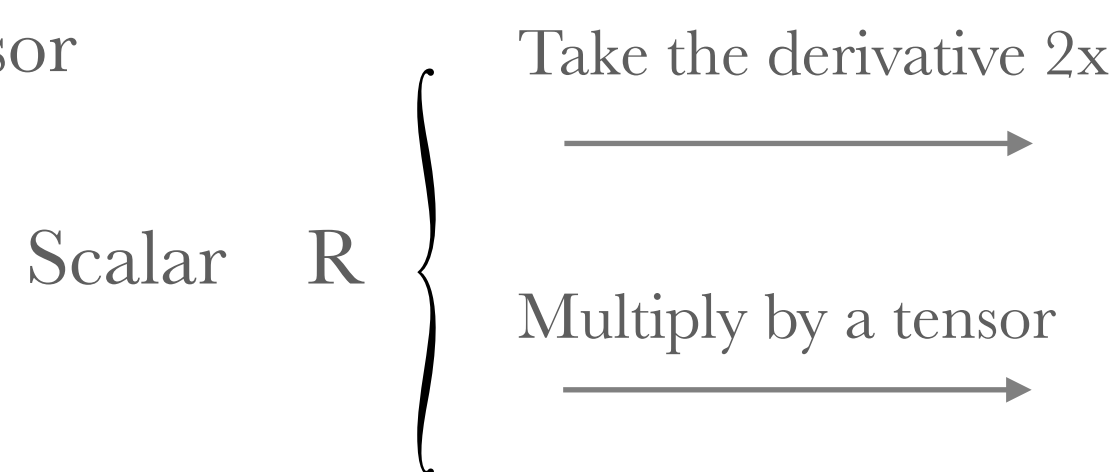 sor
Take the derivative 2x
Scalar R
Multiply by a tensor